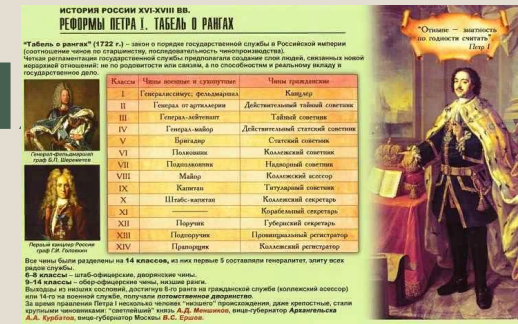 ИСТОРИЯ РОССИИ XVI-XVIII ВВ.
РЕФОРМЫ ПЕТРА I. ТАБЕЛЬ О РАНГАХ
"Табель о рангах" (1722 г.) – закон о порядке государственной службы в Российской империи
(соотношение чинов по старшинству, последовательность чинопроизводства).
Четкая регламентация государственной службы предполагала создание слоя людей, связанных новой
иерархией отношений: не по родовитости или связям, а по способностям и реальному вкладу в
государственное дело.
Классы Чины военные и сухопутные Чины гражданские
I Генералиссимус; фельдмаршал Канцлер
II Генерал от артиллерии Действительный тайный советник
III Генерал-лейтенант Тайный советник
IV Генерал-майор Действительный статский советник
V Бригадир Статский советник
VI Полковник Коллежский советник
VII Подполковник Надворный советник
VIII Майор Коллежский асессор
IX Капитан Титулярный советник
X Штабс-капитан Коллежский секретарь
XI Корабельный секретарь
XII Поручик Губернский секретарь
XIII Подпоручик Провинциальный регистратор
XIV Прапорщик Коллежский регистратор
Генерал-фельдмаршал
граф Б.П. Шереметев
Первый канцлер России
граф Г.И. Головкин
Все чины были разделены на 14 классов, из них первые 5 составляли генералитет, элиту всех
родов службы.
6–8 классы – штаб-офицерские, дворянские чины.
9–14 классы – обер-офицерские чины, низшие ранги.
Выходцы из низших сословий, достигнув 8-го ранга на гражданской службе (коллежский асессор)
или 14-го на военной службе, получали потомственное дворянство.
За время правления Петра I несколько человек "низшего" происхождения, даже крепостные, стали
крупными чиновниками: "светлейший" князь А.Д. Меншиков, вице-губернатор Архангельска
А.А. Курбатов, вице-губернатор Москвы В.С. Ершов.
"Отныне – знатность
по годности считать"
Петр I